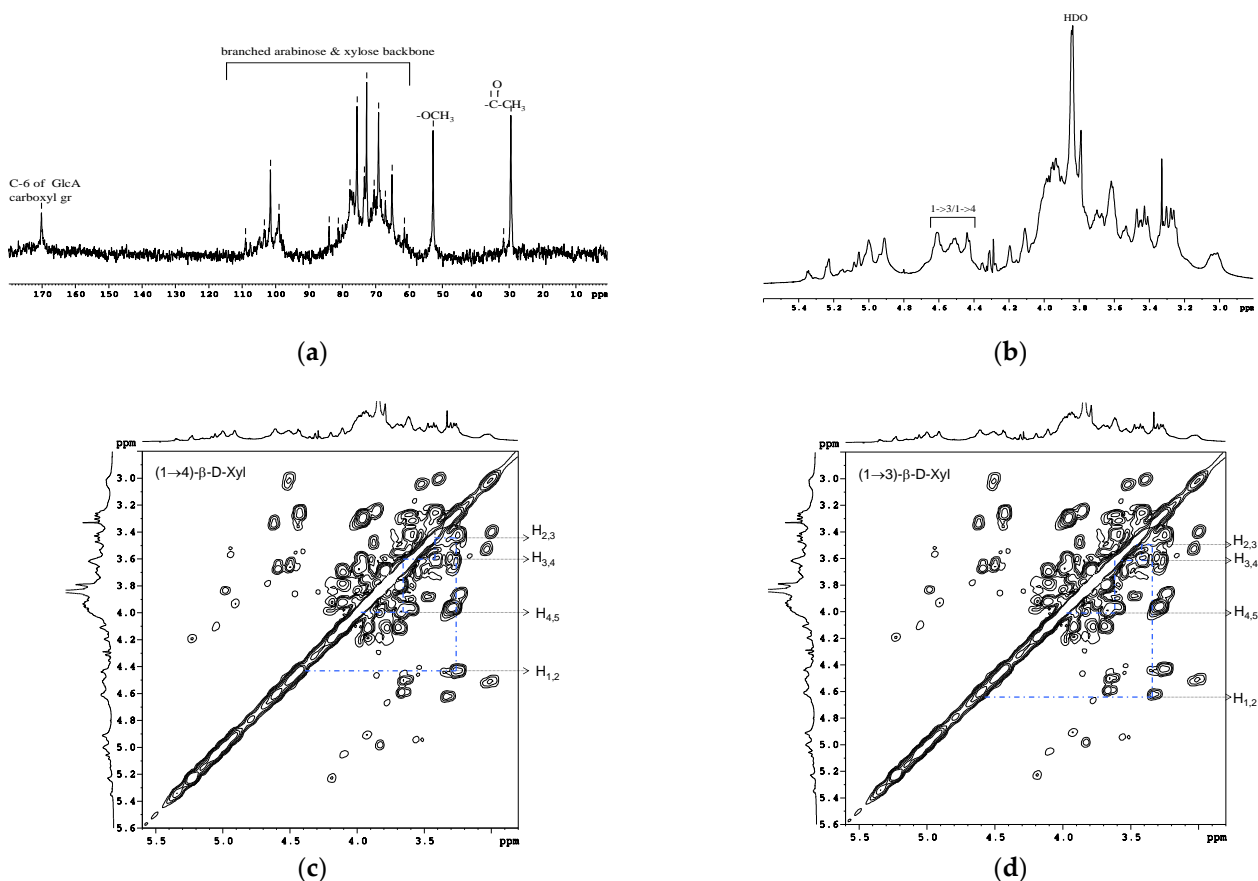 branched arabinose & xylose backbone
O
-C-CH₃
-OCH₃
C-6 of GlcA
carboxyl gr
170 160 150 140 130 120 110 100 90 80 70 60 50 40 30 20 10 ppm
(a)
HDO
1->3/1->4
5.4 5.2 5.0 4.8 4.6 4.4 4.2 4.0 3.8 3.6 3.4 3.2 3.0 ppm
(b)
ppm
(1→4)-β-D-Xyl
3.0
3.2
3.4
H2,3
3.6
H3,4
3.8
4.0
H4,5
4.2
4.4
H1,2
4.6
4.8
5.0
5.2
5.4
5.6
5.5 5.0 4.5 4.0 3.5 ppm
(c)
ppm
(1→3)-β-D-Xyl
3.0
3.2
3.4
H2,3
3.6
H3,4
3.8
4.0
H4,5
4.2
4.4
4.6
H1,2
4.8
5.0
5.2
5.4
5.6
5.5 5.0 4.5 4.0 3.5 ppm
(d)